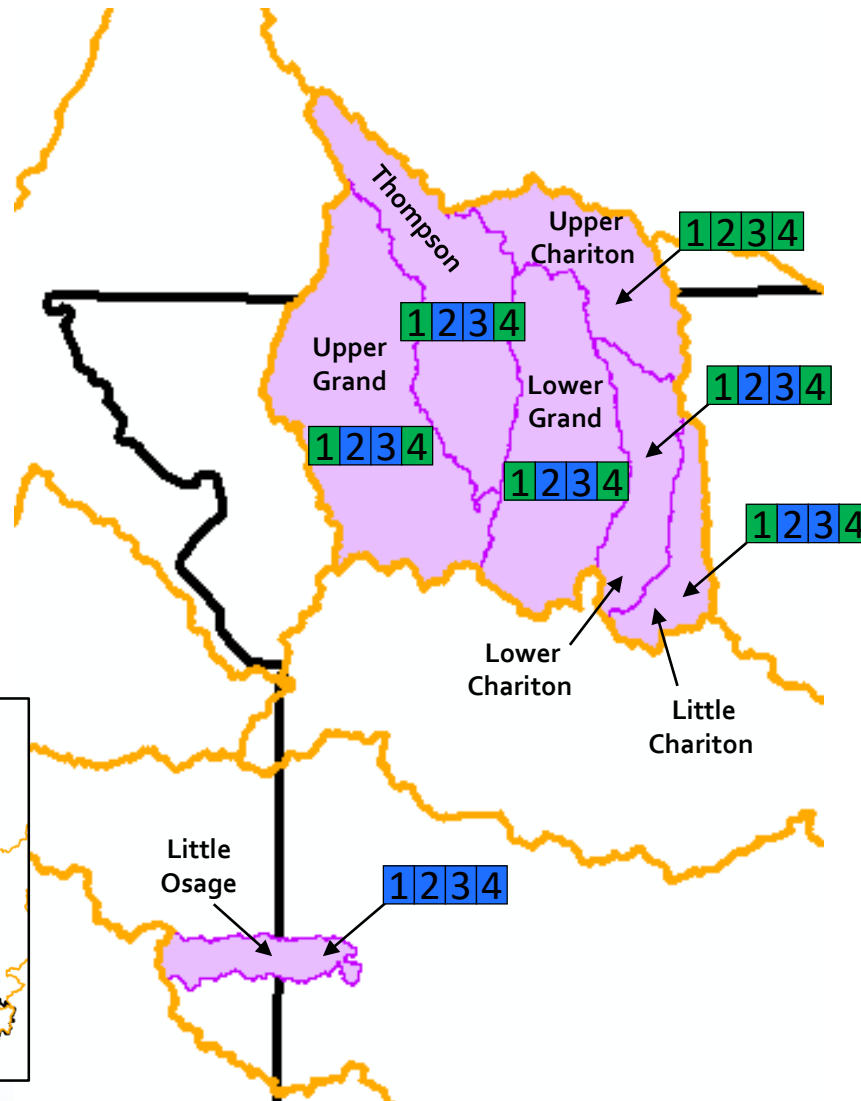 Thompson
Upper
Chariton
1234
1234
Upper
Grand
Lower
Grand
1234
1234
1234
1234
Lower
Chariton
Little
Chariton
Little
Osage
1234